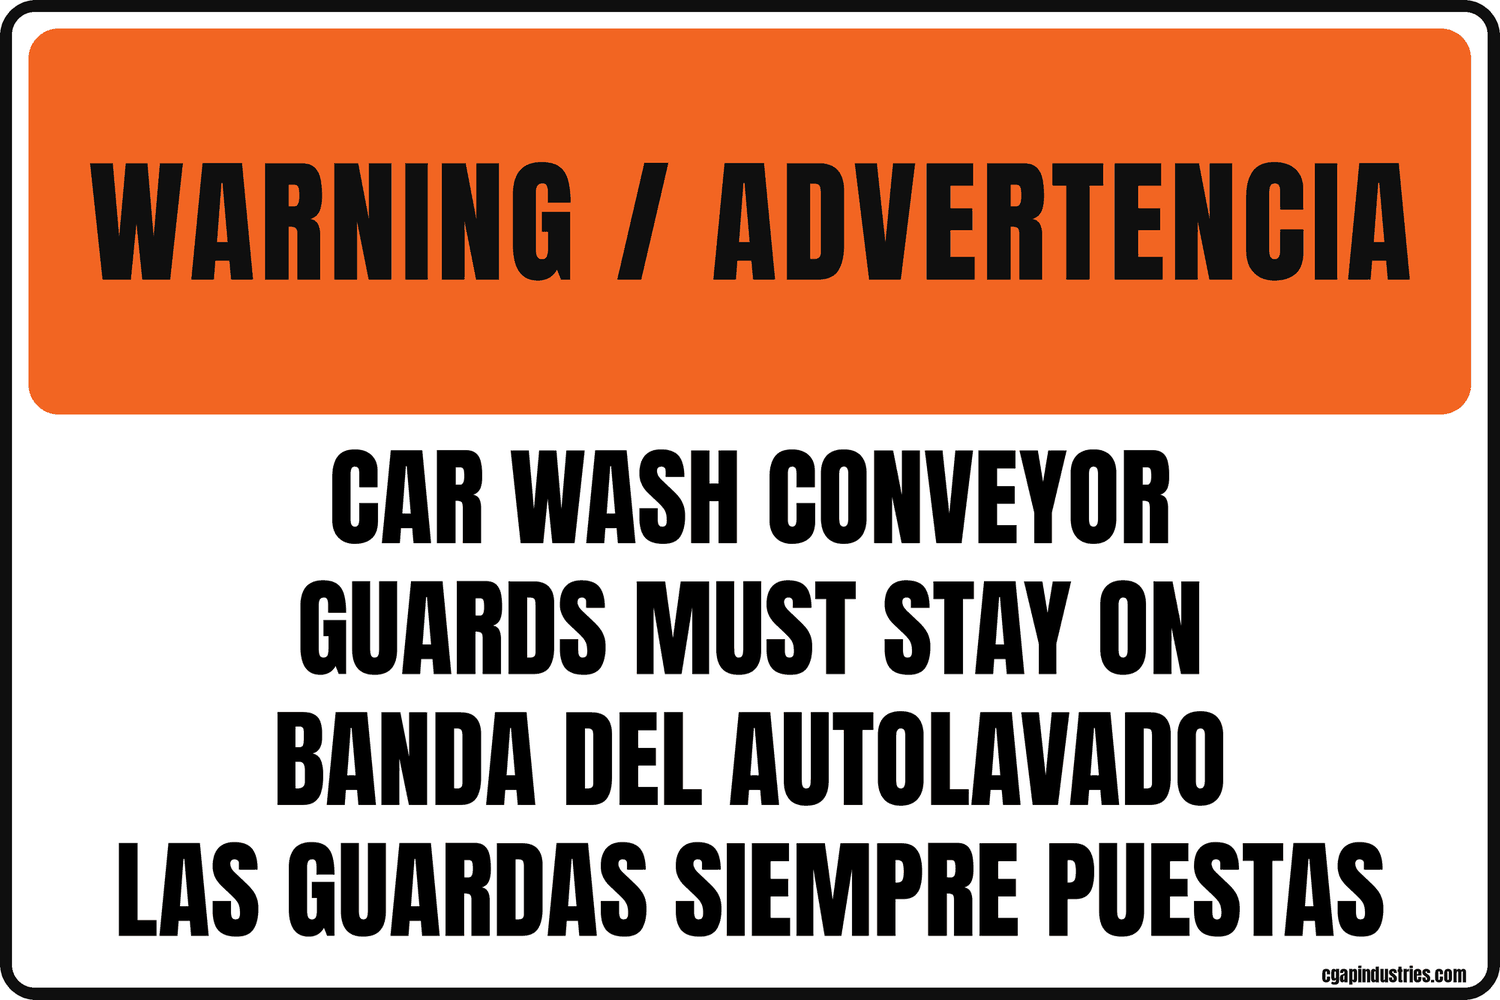 WARNING / ADVERTENCIA
CAR WASH CONVEYOR
GUARDS MUST STAY ON
BANDA DEL AUTOLAVADO
LAS GUARDAS SIEMPRE PUESTAS
cgapindustries.com